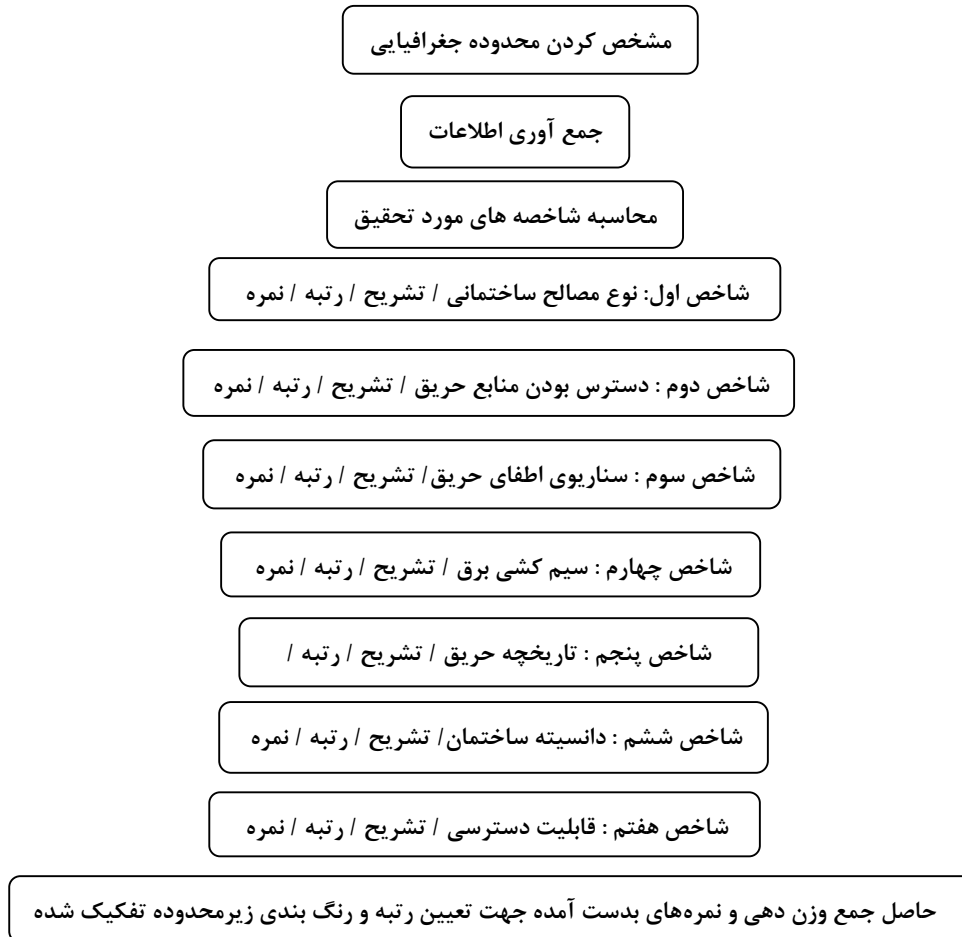 مشخص کردن محدوده جغرافیایی
جمع آوری اطلاعات
محاسبه شاخصه های مورد تحقیق
شاخص اول: نوع مصالح ساختمانی / تشریح / رتبه / نمره
شاخص دوم : دسترس بودن منابع حریق / تشریح / رتبه / نمره
شاخص سوم : سناریوی اطفای حریق/ تشریح / رتبه / نمره
شاخص چهارم : سیم کشی برق / تشریح / رتبه / نمره
شاخص پنجم : تاریخچه حریق / تشریح / رتبه /
شاخص ششم : دانسیته ساختمان/ تشریح / رتبه / نمره
شاخص هفتم : قابلیت دسترسی / تشریح / رتبه / نمره
حاصل جمع وزن دهی و نمره‌های بدست آمده جهت تعیین رتبه و رنگ بندی زیرمحدوده تفکیک شده